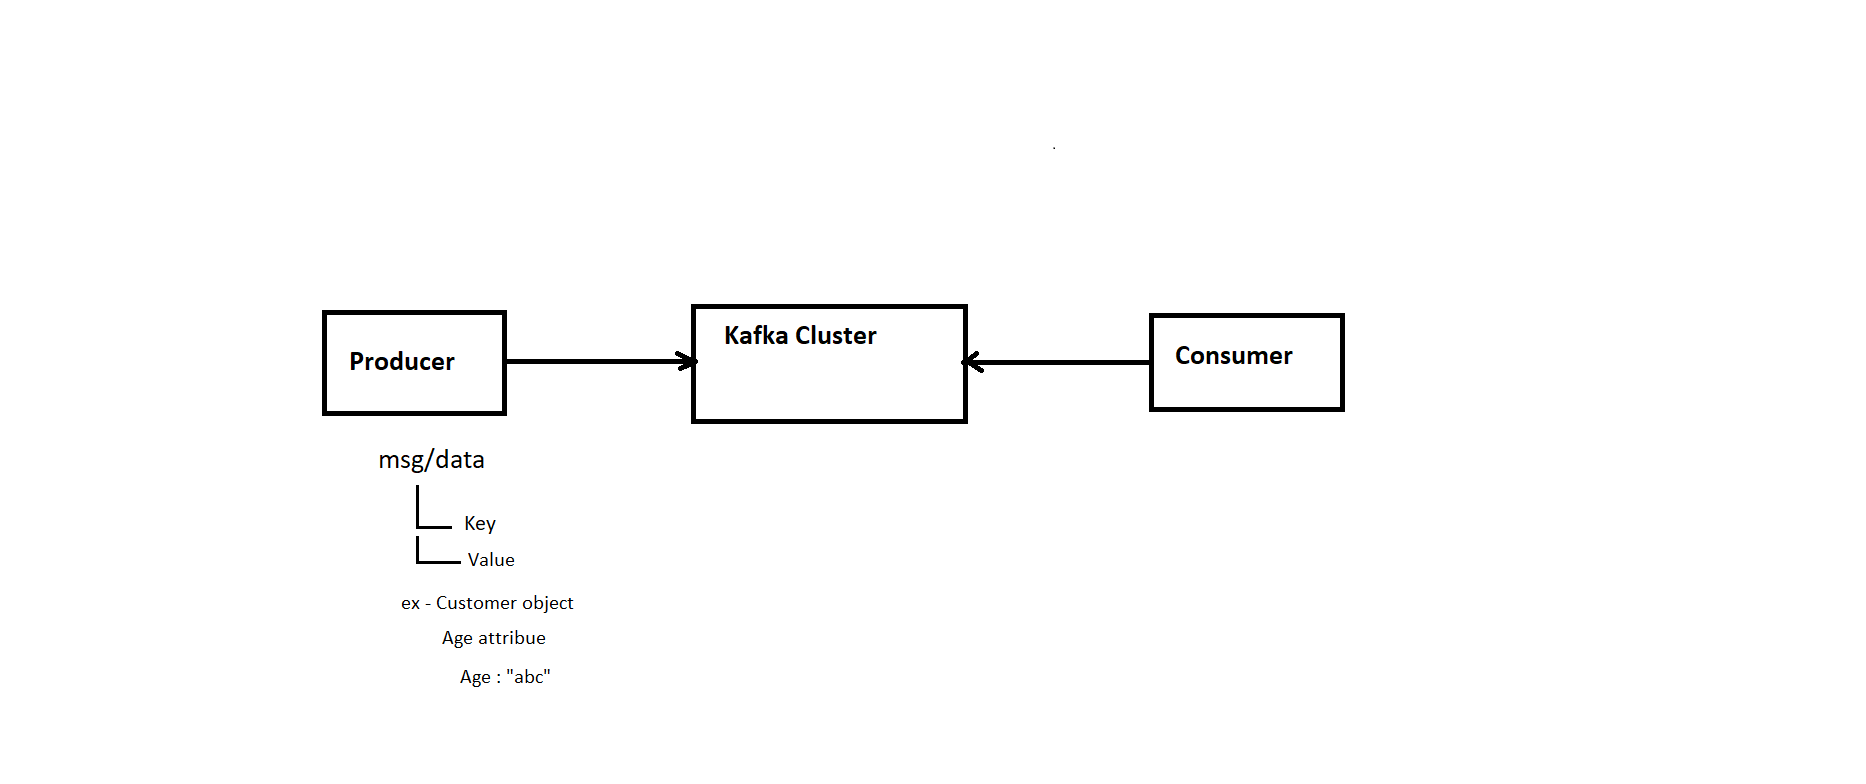 Producer
Kafka Cluster
Consumer
msg/data
Key
Value
ex - Customer object
Age attribue
Age : "abc"